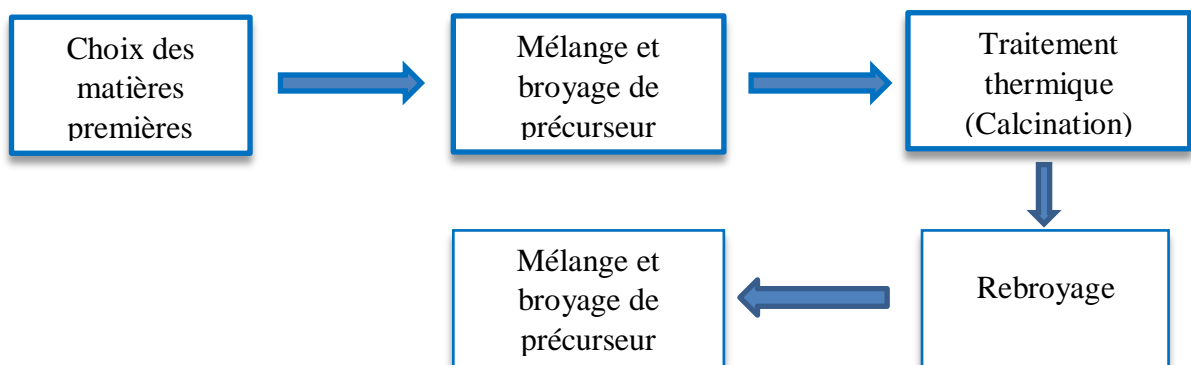 Choix des
matières
premières
Mélange et
broyage de
précurseur
Traitement
thermique
(Calcination)
Rebroyage
Mélange et
broyage de
précurseur